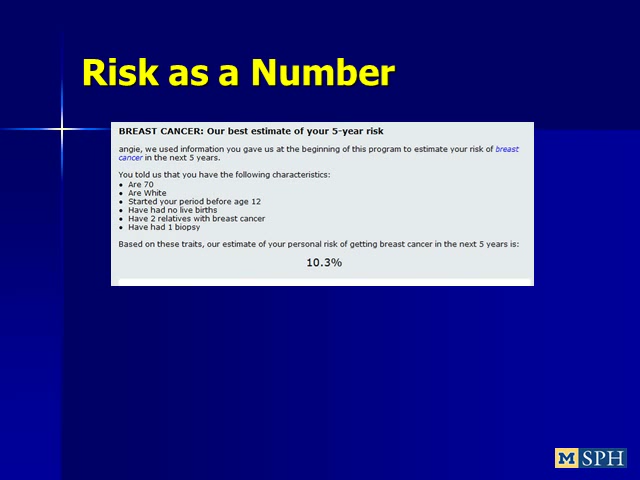 Risk as a Number
BREAST CANCER: Our best estimate of your 5-year risk
angie, we used information you gave us at the beginning of this program to estimate your risk of breast
cancer in the next 5 years.
You told us that you have the following characteristics:
• Are 70
• Are White
• Started your period before age 12
• Have had no live births
• Have 2 relatives with breast cancer
• Have had 1 biopsy
Based on these traits, our estimate of your personal risk of getting breast cancer in the next 5 years is:
10.3%
M SPH